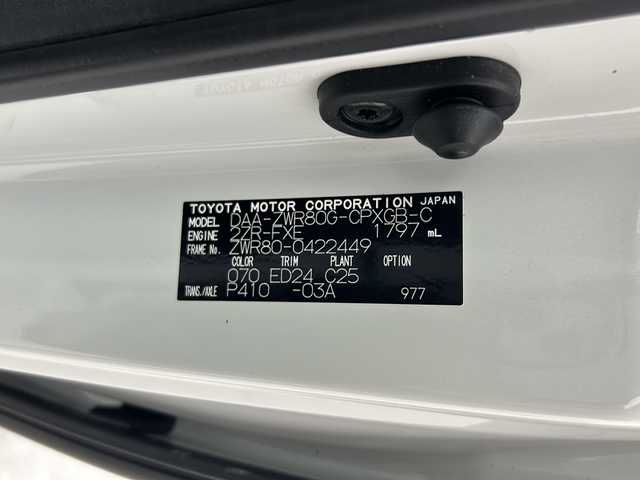 TOYOTA MOTOR CORPORATION JAPAN
MODEL DAA-ZWR80G-CPXGB-C
ENGINE 2ZR-FXE 1797 mL
FRAME No. ZWR80-0422449
COLOR TRIM PLANT OPTION
070 ED24 C25
TRANS./AXLE P410 -03A 977